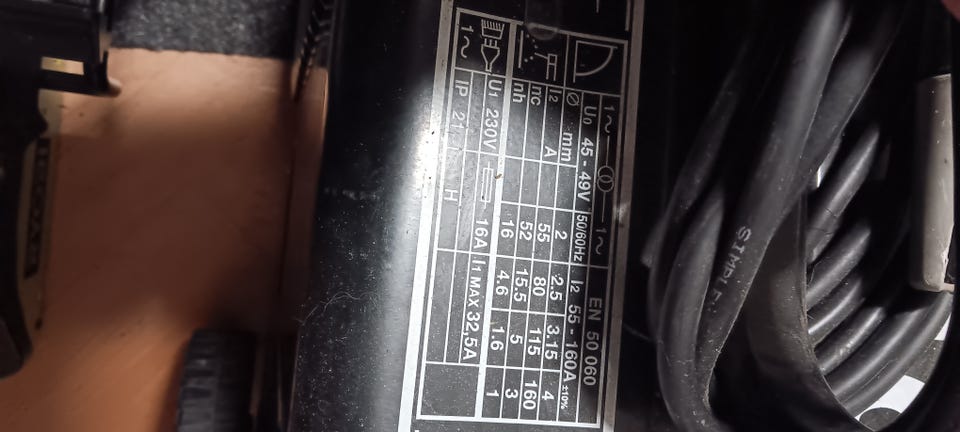 1~ 1~ EN 50 060
U0 45 - 49V 50/60Hz I2 55 - 160A ±10%
Ø mm 2 2.5 3.15 4
I2 A 55 80 115 160
nc 52 15.5 5 3
nh 16 4.6 1.6 1
1~ U1 230V 16A I1 MAX 32,5A
IP 21 H
SIMPL